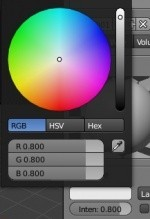 Volu
RGB HSV Hex
R 0.800
G 0.800
B 0.800
La
Inten: 0.800